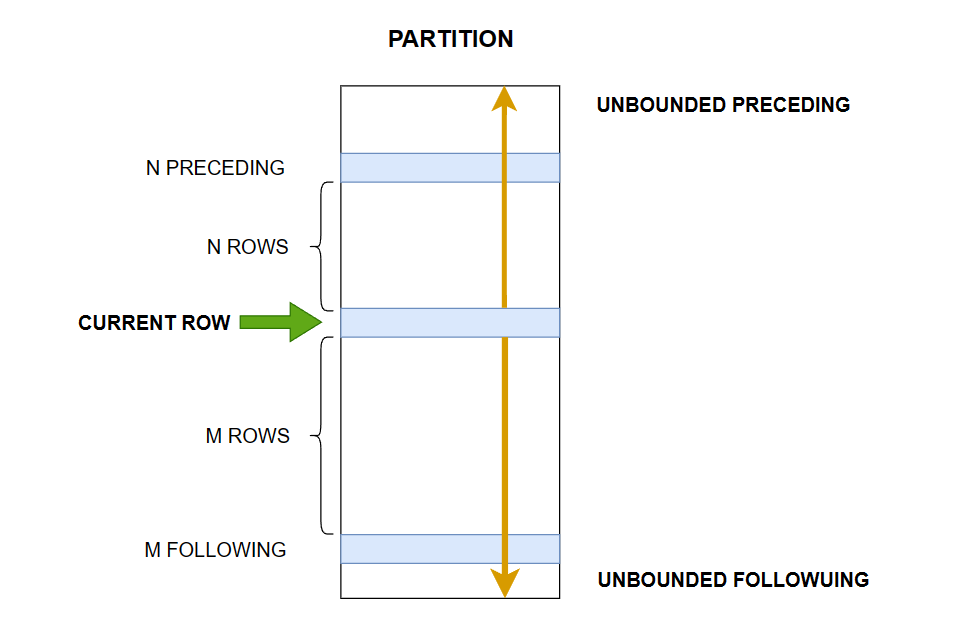 PARTITION
UNBOUNDED PRECEDING
N PRECEDING
N ROWS
CURRENT ROW
M ROWS
M FOLLOWING
UNBOUNDED FOLLOWUING